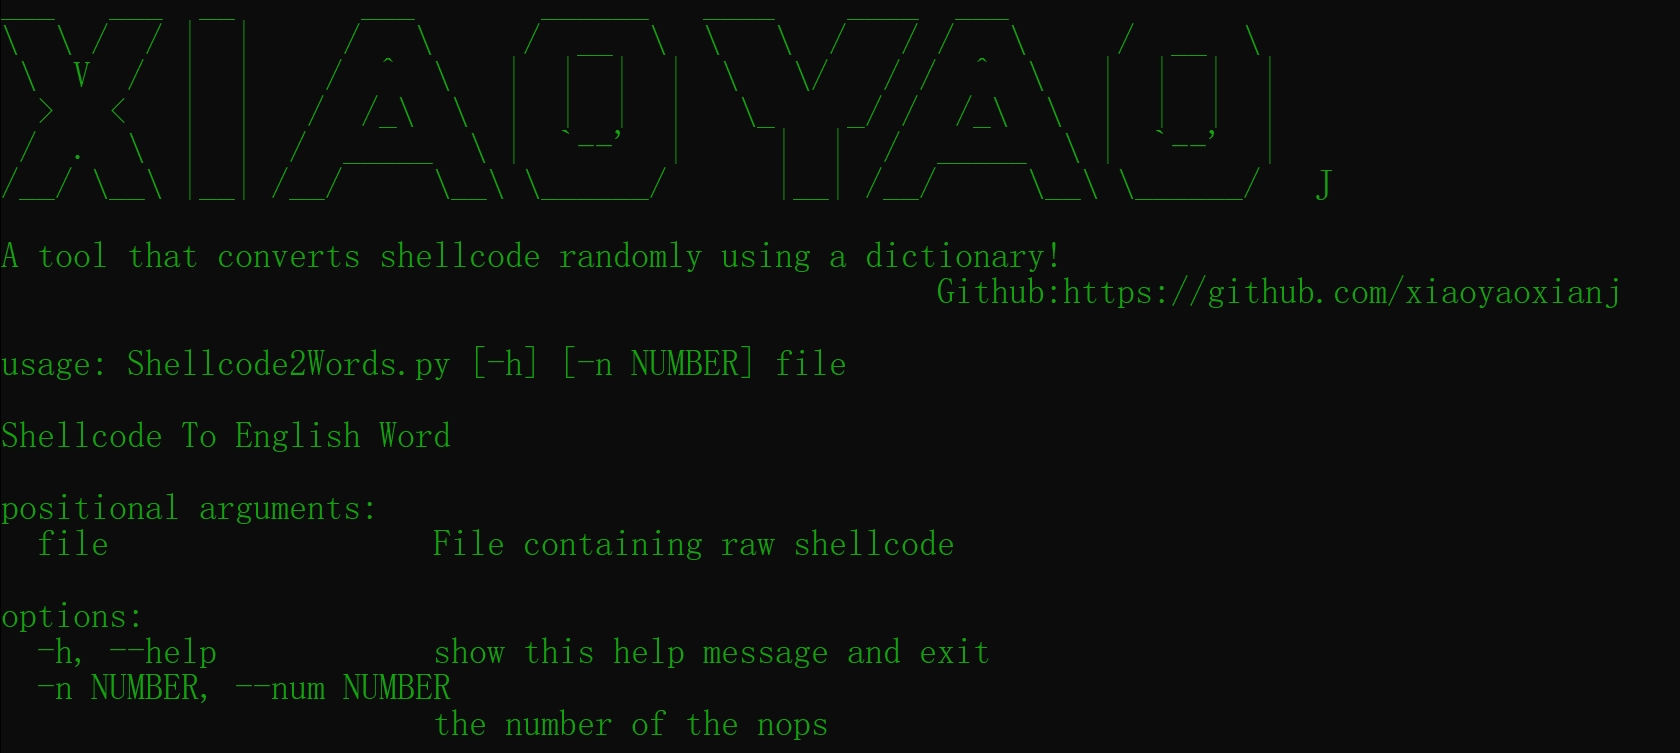 XIAOYAO J
A tool that converts shellcode randomly using a dictionary!
Github:https://github.com/xiaoyaoxianj
usage: Shellcode2Words.py [-h] [-n NUMBER] file
Shellcode To English Word
positional arguments:
file File containing raw shellcode
options:
-h, --help show this help message and exit
-n NUMBER, --num NUMBER
the number of the nops